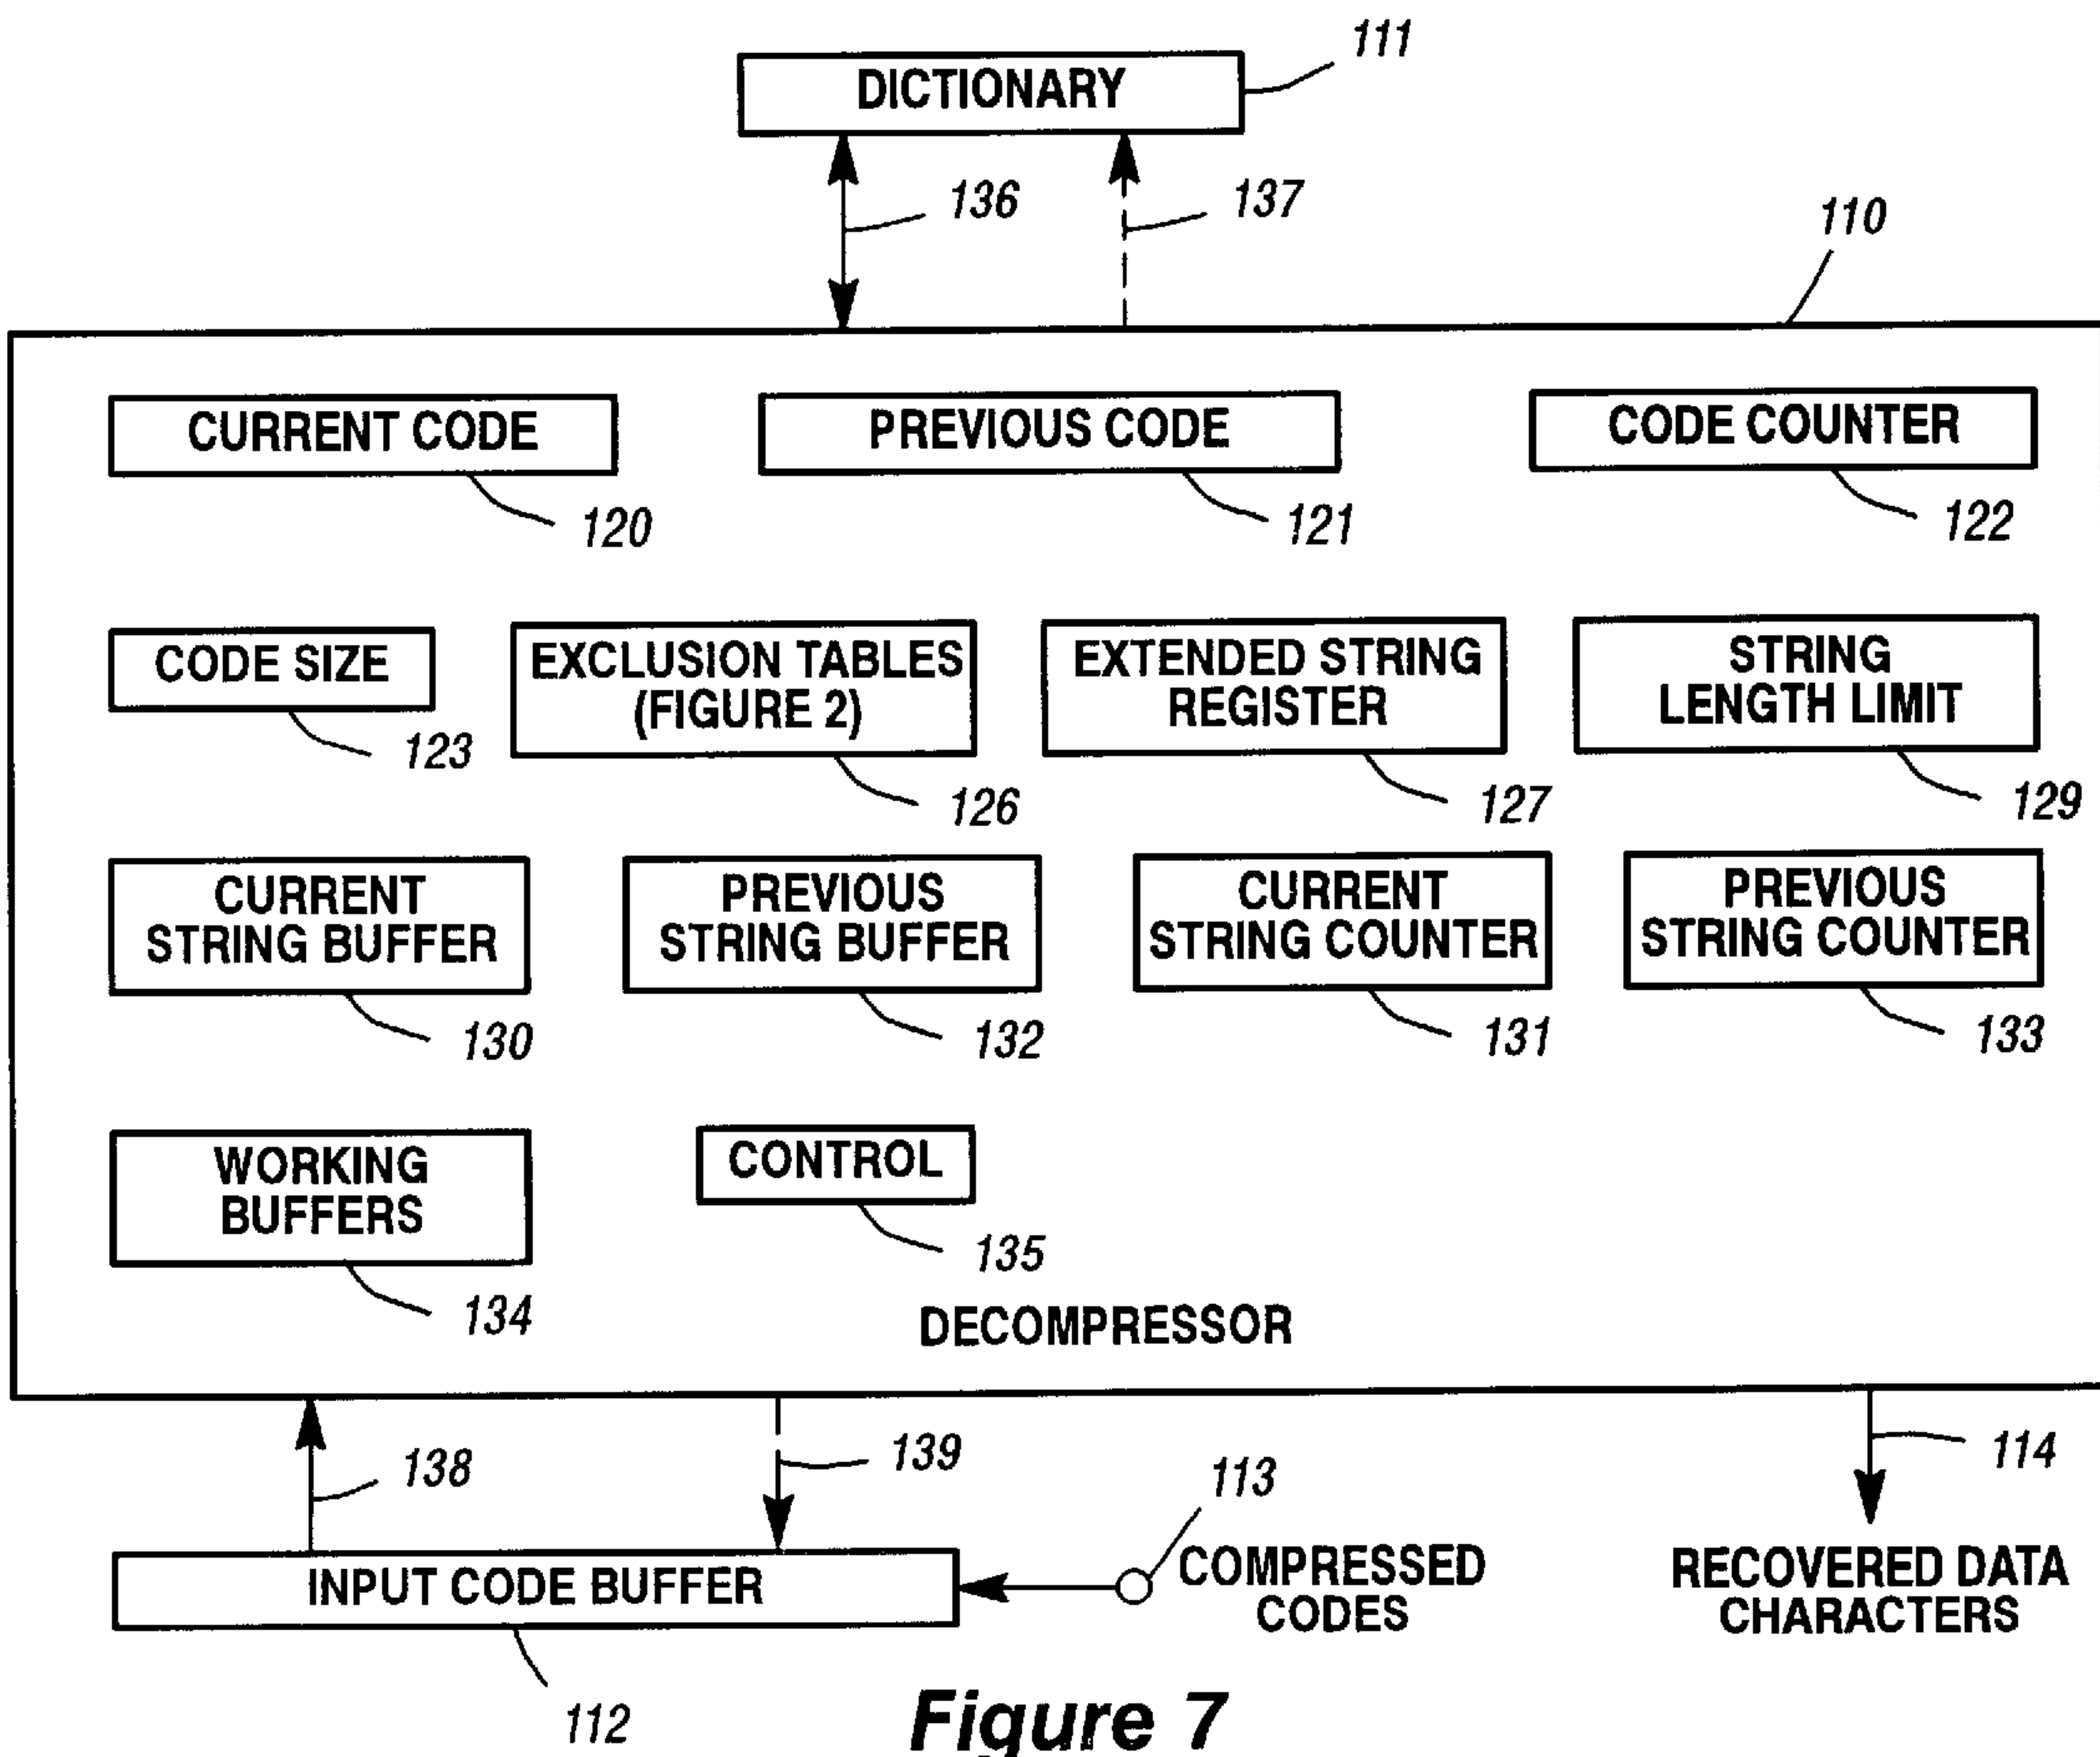 111
DICTIONARY
136
137
110
CURRENT CODE
PREVIOUS CODE
CODE COUNTER
120
121
122
CODE SIZE
EXCLUSION TABLES
(FIGURE 2)
EXTENDED STRING
REGISTER
STRING
LENGTH LIMIT
123
126
127
129
CURRENT
STRING BUFFER
PREVIOUS
STRING BUFFER
CURRENT
STRING COUNTER
PREVIOUS
STRING COUNTER
130
132
131
133
WORKING
BUFFERS
CONTROL
134
135
DECOMPRESSOR
138
139
113
114
INPUT CODE BUFFER
COMPRESSED
CODES
RECOVERED DATA
CHARACTERS
112
Figure 7